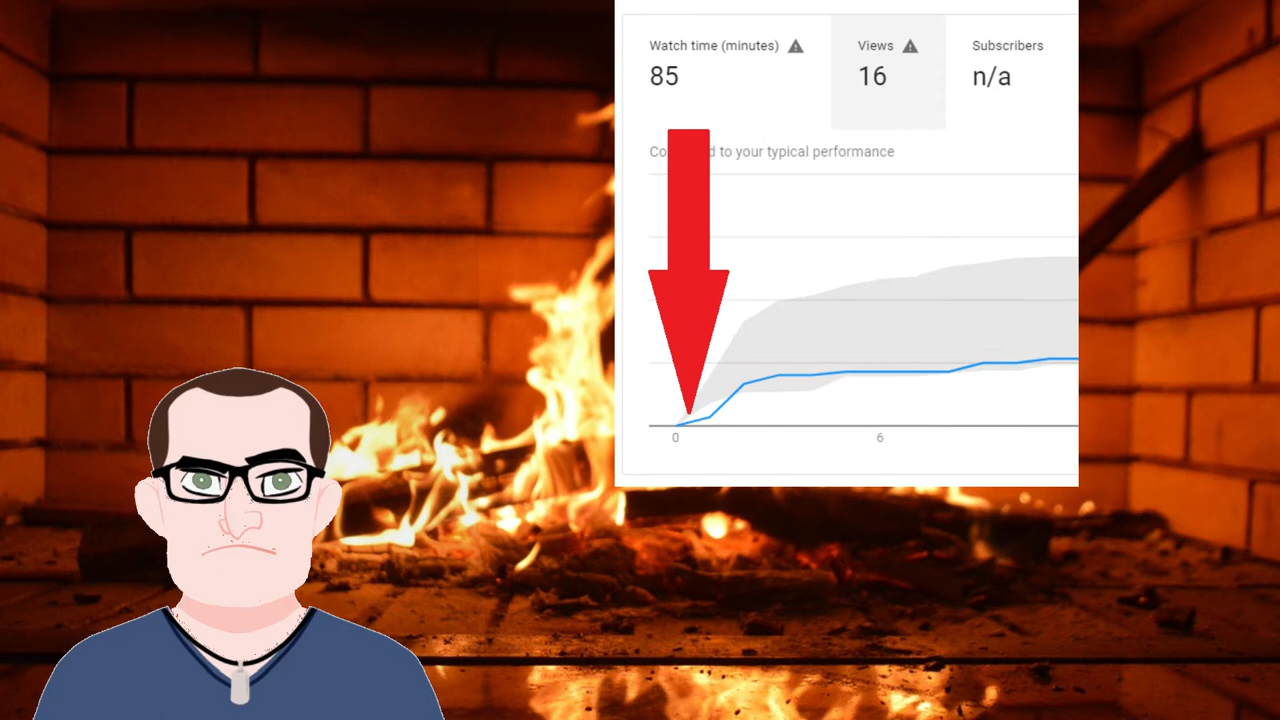 Watch time (minutes)
85
Views
16
Subscribers
n/a
to your typical performance
0
6